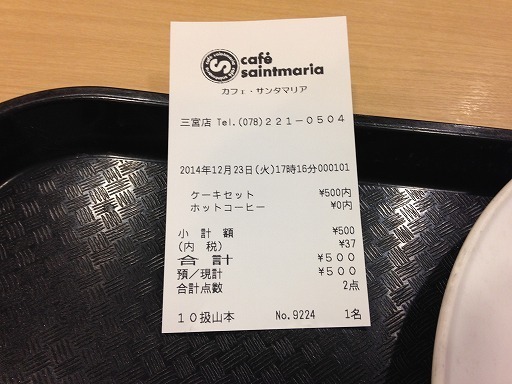 café
saintmaria
カフェ・サンタマリア
三宮店 Tel.(078)221-0504
2014年12月23日(火)17時16分000101
ケーキセット ¥500内
ホットコーヒー ¥0内
小計額 ¥500
(内 税) ¥37
合計 ¥500
預/現計 ¥500
合計点数 2点
10扱山本 No.9224 1名